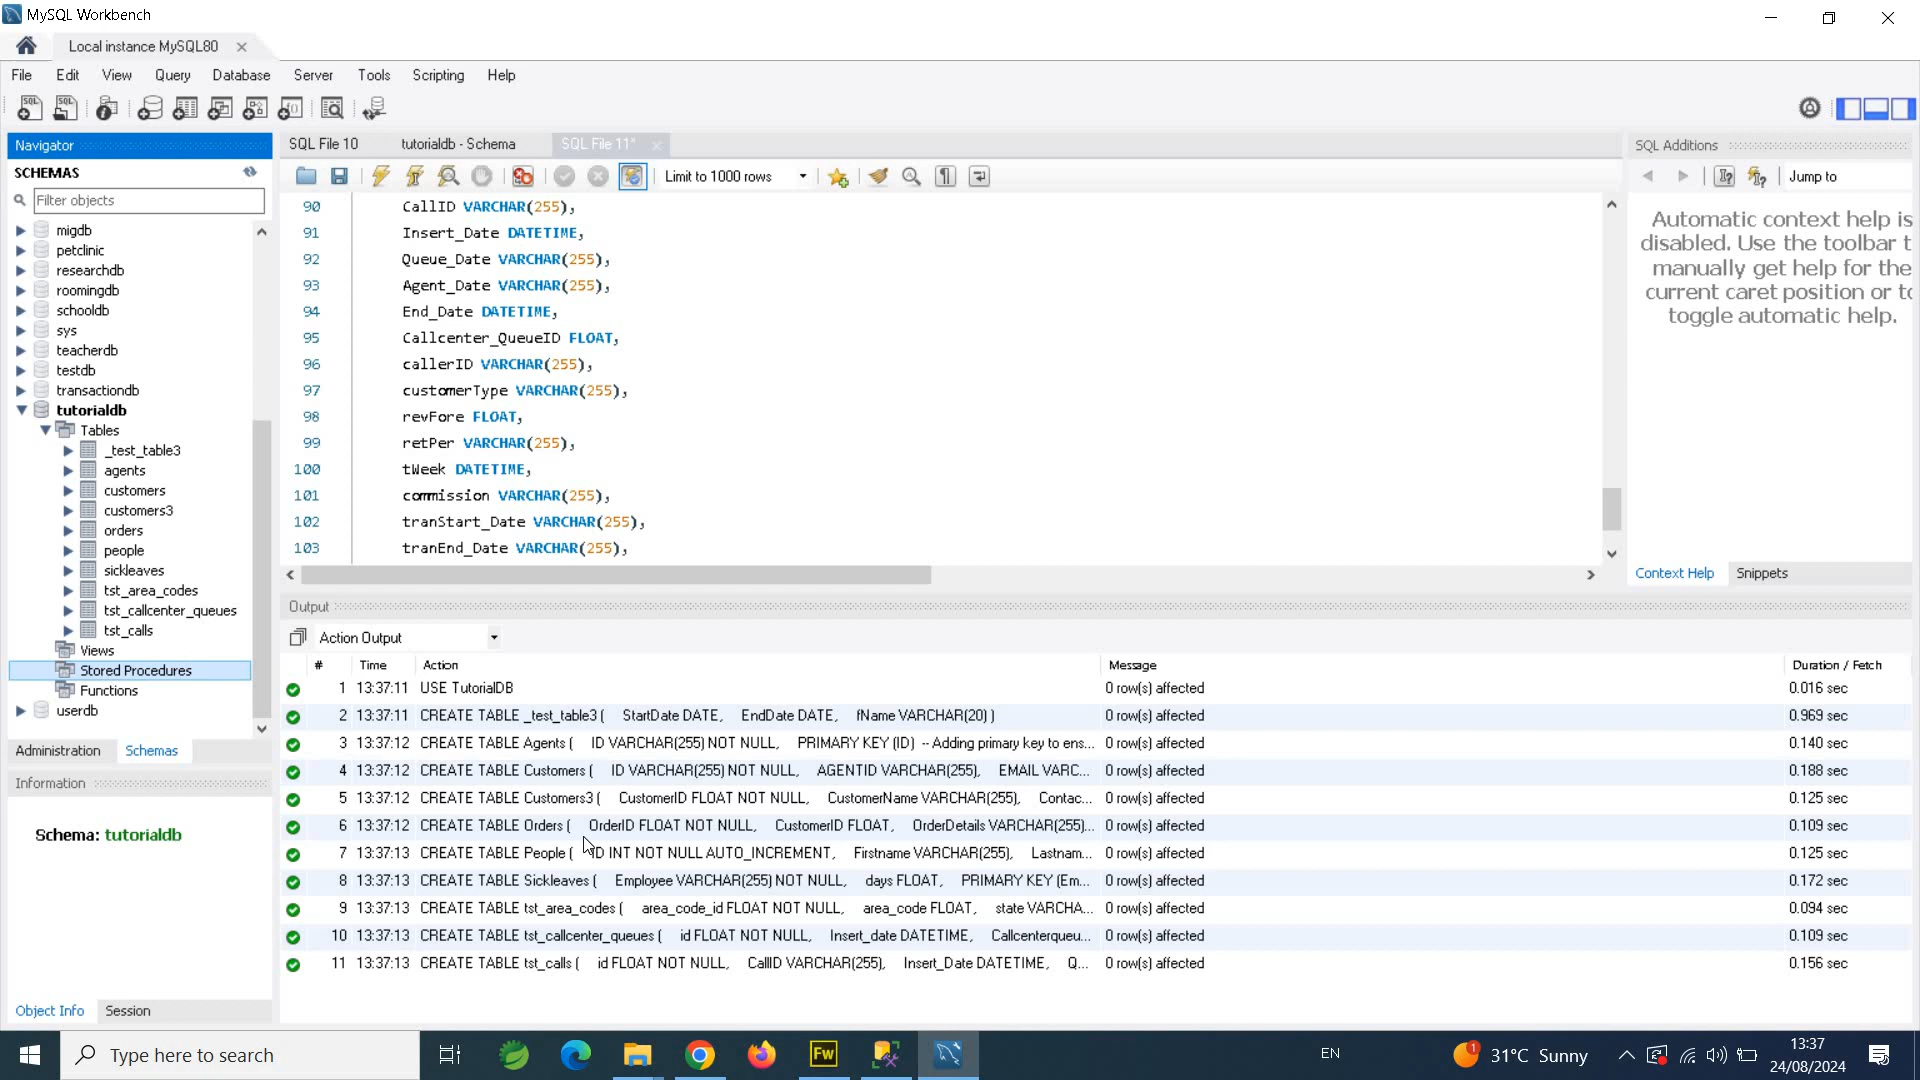 MySQL Workbench
Local instance MySQL80
File Edit View Query Database Server Tools Scripting Help
Navigator
SCHEMAS
Filter objects
migdb
petclinic
researchdb
roomingdb
schooldb
sys
teacherdb
testdb
transactiondb
tutorialdb
Tables
_test_table3
agents
customers
customers3
orders
people
sickleaves
tst_area_codes
tst_callcenter_queues
tst_calls
Views
Stored Procedures
Functions
userdb
Administration Schemas
Information
Schema: tutorialdb
Object Info Session
SQL File 10 tutorialdb - Schema SQL File 11*
Limit to 1000 rows
90 CallID VARCHAR(255),
91 Insert_Date DATETIME,
92 Queue_Date VARCHAR(255),
93 Agent_Date VARCHAR(255),
94 End_Date DATETIME,
95 Callcenter_QueueID FLOAT,
96 callerID VARCHAR(255),
97 customerType VARCHAR(255),
98 revFore FLOAT,
99 retPer VARCHAR(255),
100 tWeek DATETIME,
101 commission VARCHAR(255),
102 tranStart_Date VARCHAR(255),
103 tranEnd_Date VARCHAR(255),
SQL Additions
Jump to
Automatic context help is
disabled. Use the toolbar t
manually get help for the
current caret position or to
toggle automatic help.
Context Help Snippets
Output
Action Output
# Time Action Message Duration / Fetch
1 13:37:11 USE TutorialDB 0 row(s) affected 0.016 sec
2 13:37:11 CREATE TABLE _test_table3 ( StartDate DATE, EndDate DATE, fName VARCHAR(20) ) 0 row(s) affected 0.969 sec
3 13:37:12 CREATE TABLE Agents ( ID VARCHAR(255) NOT NULL, PRIMARY KEY (ID) -- Adding primary key to ens... 0 row(s) affected 0.140 sec
4 13:37:12 CREATE TABLE Customers ( ID VARCHAR(255) NOT NULL, AGENTID VARCHAR(255), EMAIL VARC... 0 row(s) affected 0.188 sec
5 13:37:12 CREATE TABLE Customers3 ( CustomerID FLOAT NOT NULL, CustomerName VARCHAR(255), Contac... 0 row(s) affected 0.125 sec
6 13:37:12 CREATE TABLE Orders ( OrderID FLOAT NOT NULL, CustomerID FLOAT, OrderDetails VARCHAR(255)... 0 row(s) affected 0.109 sec
7 13:37:13 CREATE TABLE People ( ID INT NOT NULL AUTO_INCREMENT, Firstname VARCHAR(255), Lastnam... 0 row(s) affected 0.125 sec
8 13:37:13 CREATE TABLE Sickleaves ( Employee VARCHAR(255) NOT NULL, days FLOAT, PRIMARY KEY (Em... 0 row(s) affected 0.172 sec
9 13:37:13 CREATE TABLE tst_area_codes ( area_code_id FLOAT NOT NULL, area_code FLOAT, state VARCHA... 0 row(s) affected 0.094 sec
10 13:37:13 CREATE TABLE tst_callcenter_queues ( id FLOAT NOT NULL, Insert_date DATETIME, Callcenterqueu... 0 row(s) affected 0.109 sec
11 13:37:13 CREATE TABLE tst_calls ( id FLOAT NOT NULL, CallID VARCHAR(255), Insert_Date DATETIME, Q... 0 row(s) affected 0.156 sec
Type here to search
Fw
EN
1
31°C Sunny
13:37
24/08/2024